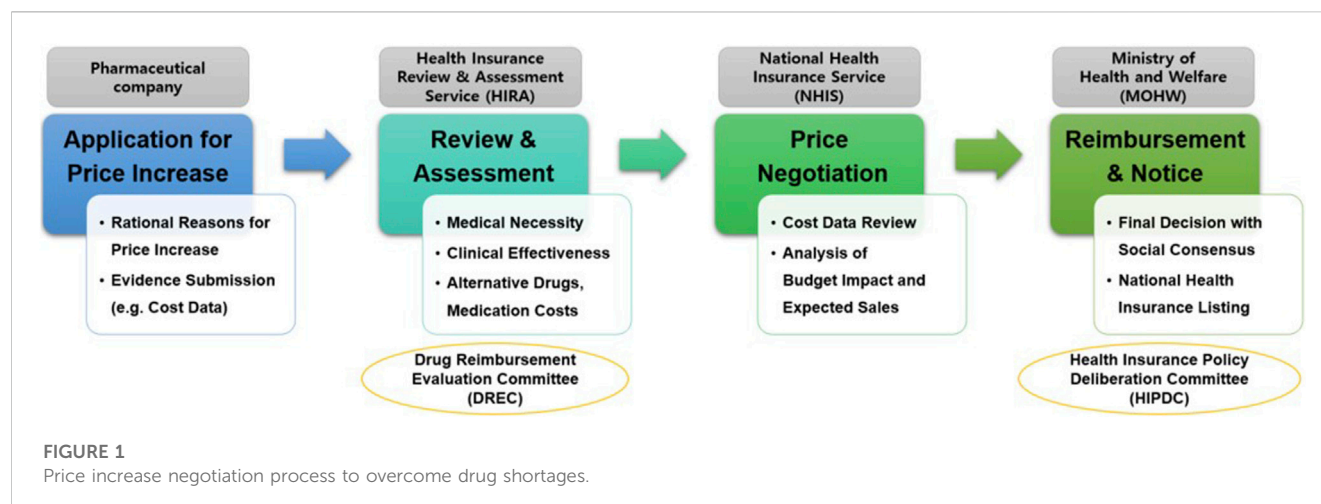 Pharmaceutical
company
Application for
Price Increase
• Rational Reasons for
Price Increase
• Evidence Submission
(e.g. Cost Data)
Health Insurance
Review & Assessment
Service (HIRA)
Review &
Assessment
• Medical Necessity
• Clinical Effectiveness
• Alternative Drugs,
Medication Costs
Drug Reimbursement
Evaluation Committee
(DREC)
National Health
Insurance Service
(NHIS)
Price
Negotiation
• Cost Data Review
• Analysis of
Budget Impact and
Expected Sales
Ministry of
Health and Welfare
(MOHW)
Reimbursement
& Notice
• Final Decision with
Social Consensus
• National Health
Insurance Listing
Health Insurance Policy
Deliberation Committee
(HIPDC)
FIGURE 1
Price increase negotiation process to overcome drug shortages.